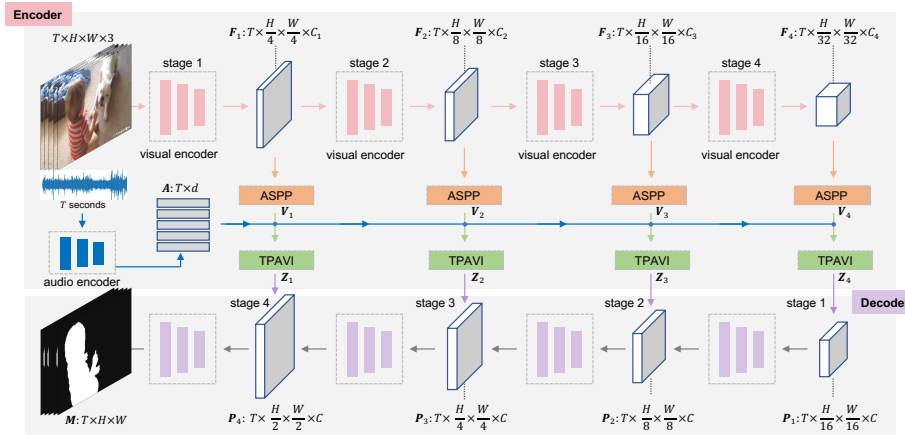 Encoder
T×H×W×3
F₁: T× H/4 × W/4 ×C₁
F₂: T× H/8 × W/8 ×C₂
F₃: T× H/16 × W/16 ×C₃
F₄: T× H/32 × W/32 ×C₄
stage 1
stage 2
stage 3
stage 4
visual encoder
visual encoder
visual encoder
visual encoder
T seconds
A: T×d
ASPP
ASPP
ASPP
ASPP
V₁
V₂
V₃
V₄
audio encoder
TPAVI
TPAVI
TPAVI
TPAVI
Z₁
Z₂
Z₃
Z₄
stage 4
stage 3
stage 2
stage 1
Decode
M: T×H×W
P₄: T× H/2 × W/2 ×C
P₃: T× H/4 × W/4 ×C
P₂: T× H/8 × W/8 ×C
P₁: T× H/16 × W/16 ×C